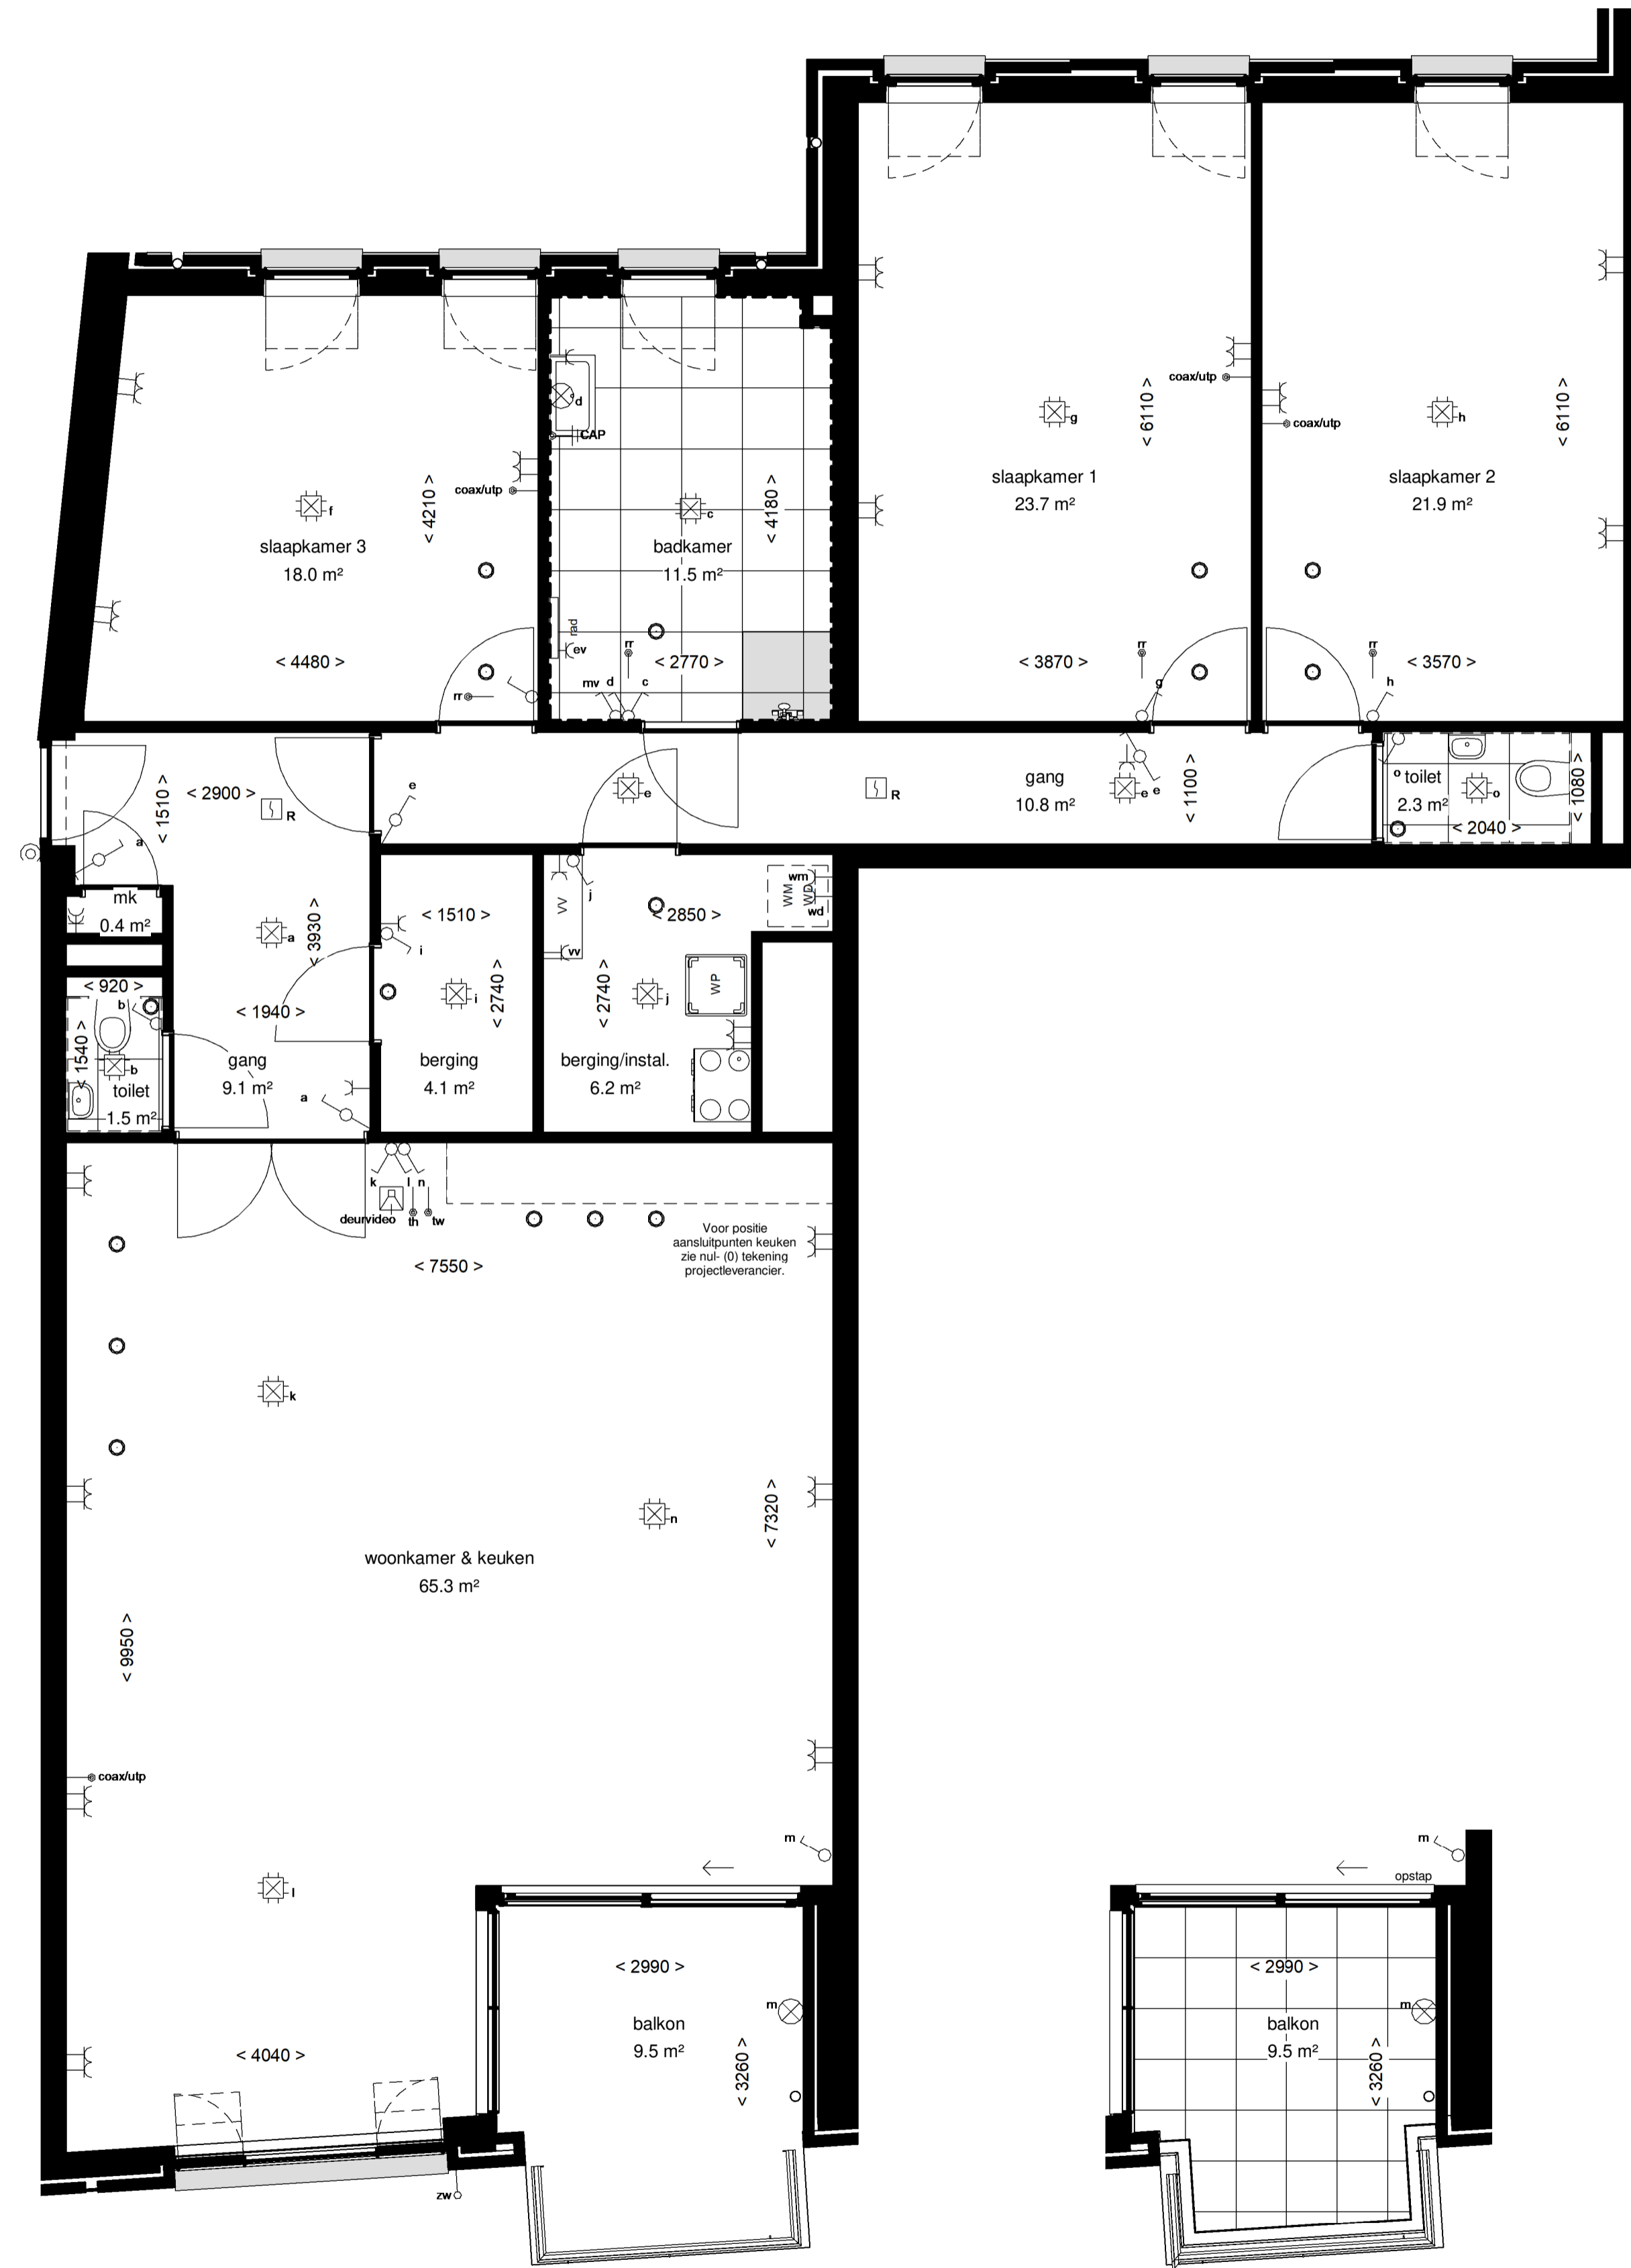 g
h
coax/utp
coax/utp
< 6110 >
< 6110 >
slaapkamer 1
23.7 m²
slaapkamer 2
21.9 m²
d
CAP
coax/utp
f
< 4210 >
c
< 4180 >
slaapkamer 3
18.0 m²
badkamer
11.5 m²
rad
ev
rr
< 4480 >
< 2770 >
rr
< 3870 >
rr
< 3570 >
rr
mv
d
c
g
h
< 1510 >
< 2900 >
R
e
e
R
gang
10.8 m²
e
e
< 1100 >
toilet
2.3 m²
o
o
< 2040 >
< 1080 >
a
mk
0.4 m²
a
< 3930 >
< 1510 >
i
j
VV
vv
< 2850 >
wm
WM
WD
wd
< 920 >
b
< 1540 >
b
toilet
1.5 m²
< 1940 >
gang
9.1 m²
a
i
< 2740 >
berging
4.1 m²
< 2740 >
j
WP
berging/instal.
6.2 m²
k
l
n
deurvideo
th
tw
Voor positie
aansluitpunten keuken
zie nul- (0) tekening
projectleverancier.
< 7550 >
k
n
< 7320 >
woonkamer & keuken
65.3 m²
< 9950 >
coax/utp
l
m
< 2990 >
m
balkon
9.5 m²
< 3260 >
< 4040 >
zw
m
opstap
< 2990 >
m
balkon
9.5 m²
< 3260 >